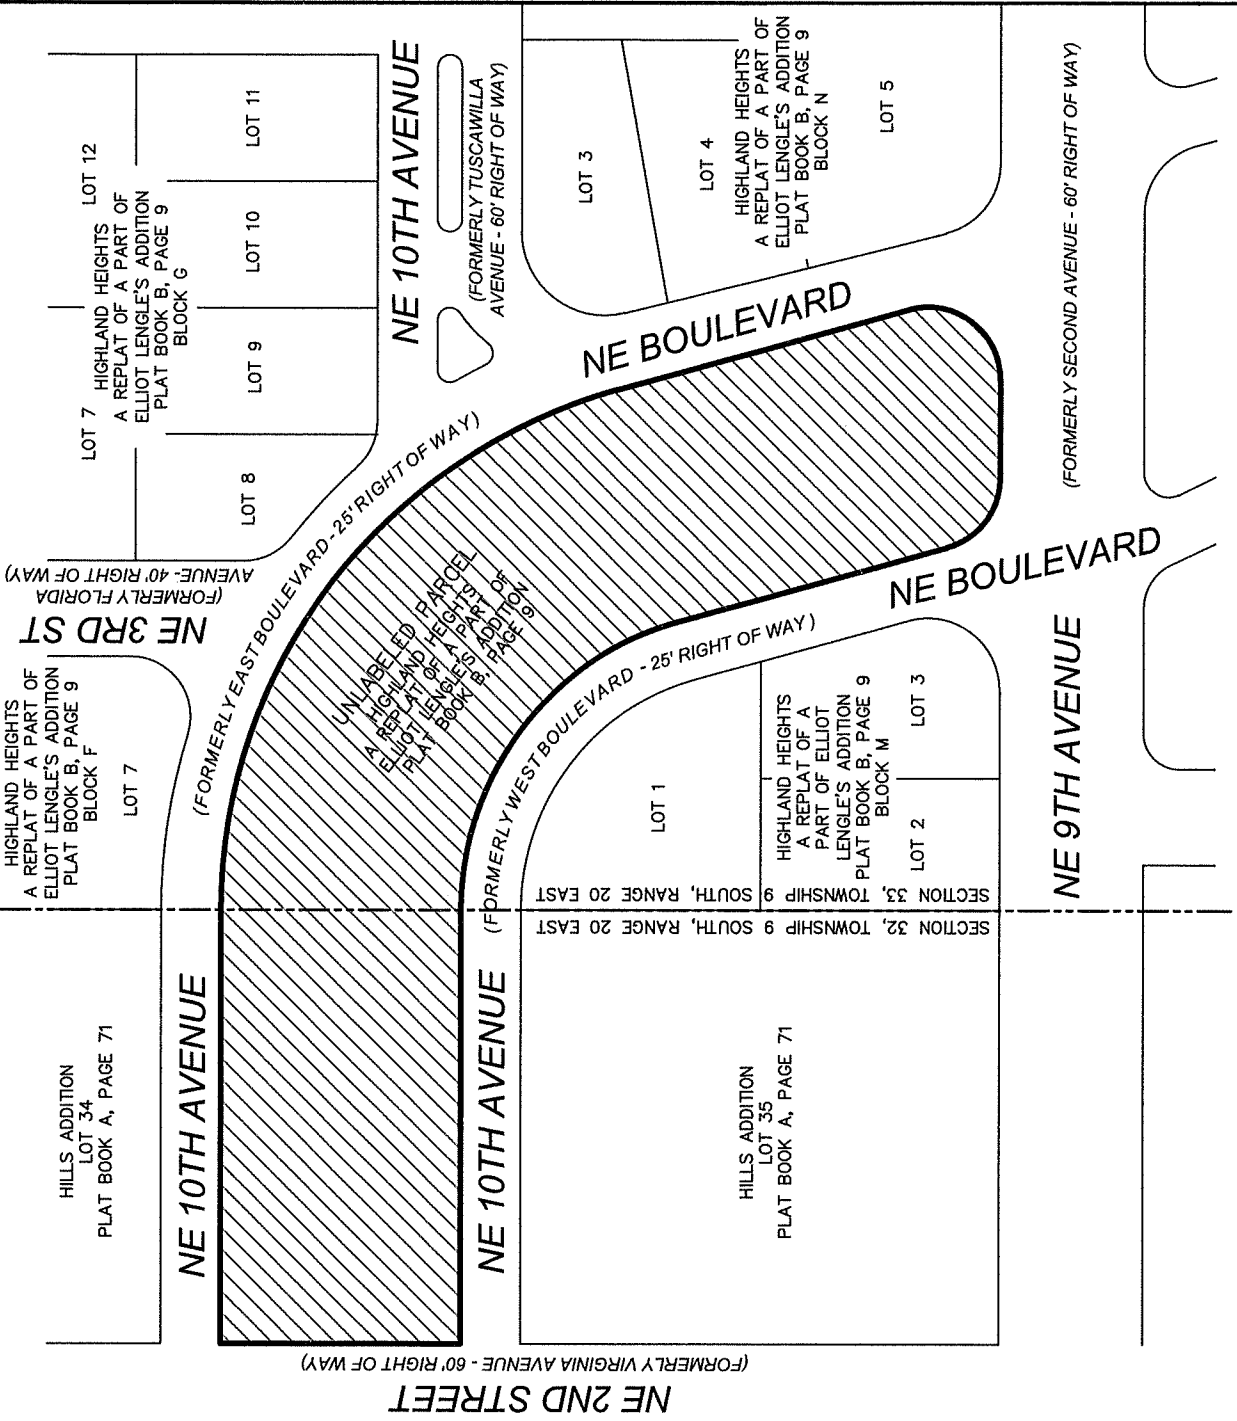 HIGHLAND HEIGHTS
A REPLAT OF A PART OF
ELLIOT LENGLE'S ADDITION
PLAT BOOK B, PAGE 9
BLOCK F
LOT 7
NE 3RD ST
(FORMERLY FLORIDA
AVENUE- 40' RIGHT OF WAY)
LOT 7
LOT 12
HIGHLAND HEIGHTS
A REPLAT OF A PART OF
ELLIOT LENGLE'S ADDITION
PLAT BOOK B, PAGE 9
BLOCK G
LOT 8
LOT 9
LOT 10
LOT 11
NE 10TH AVENUE
(FORMERLY TUSCAWILLA
AVENUE - 60' RIGHT OF WAY)
HILLS ADDITION
LOT 34
PLAT BOOK A, PAGE 71
NE 10TH AVENUE
(FORMERLY EAST BOULEVARD - 25' RIGHT OF WAY)
NE BOULEVARD
LOT 3
LOT 4
HIGHLAND HEIGHTS
A REPLAT OF A PART OF
ELLIOT LENGLE'S ADDITION
PLAT BOOK B, PAGE 9
BLOCK N
LOT 5
UNLABELED PARCEL
HIGHLAND HEIGHTS
A REPLAT OF A PART OF
ELLIOT LENGLE'S ADDITION
PLAT BOOK B, PAGE 9
NE 10TH AVENUE
(FORMERLY WEST BOULEVARD - 25' RIGHT OF WAY)
NE BOULEVARD
NE 2ND STREET
(FORMERLY VIRGINIA AVENUE - 60' RIGHT OF WAY)
HILLS ADDITION
LOT 35
PLAT BOOK A, PAGE 71
SECTION 32, TOWNSHIP 9 SOUTH, RANGE 20 EAST
SECTION 33, TOWNSHIP 9 SOUTH, RANGE 20 EAST
LOT 1
HIGHLAND HEIGHTS
A REPLAT OF A
PART OF ELLIOT
LENGLE'S ADDITION
PLAT BOOK B, PAGE 9
BLOCK M
LOT 2
LOT 3
NE 9TH AVENUE
(FORMERLY SECOND AVENUE - 60' RIGHT OF WAY)